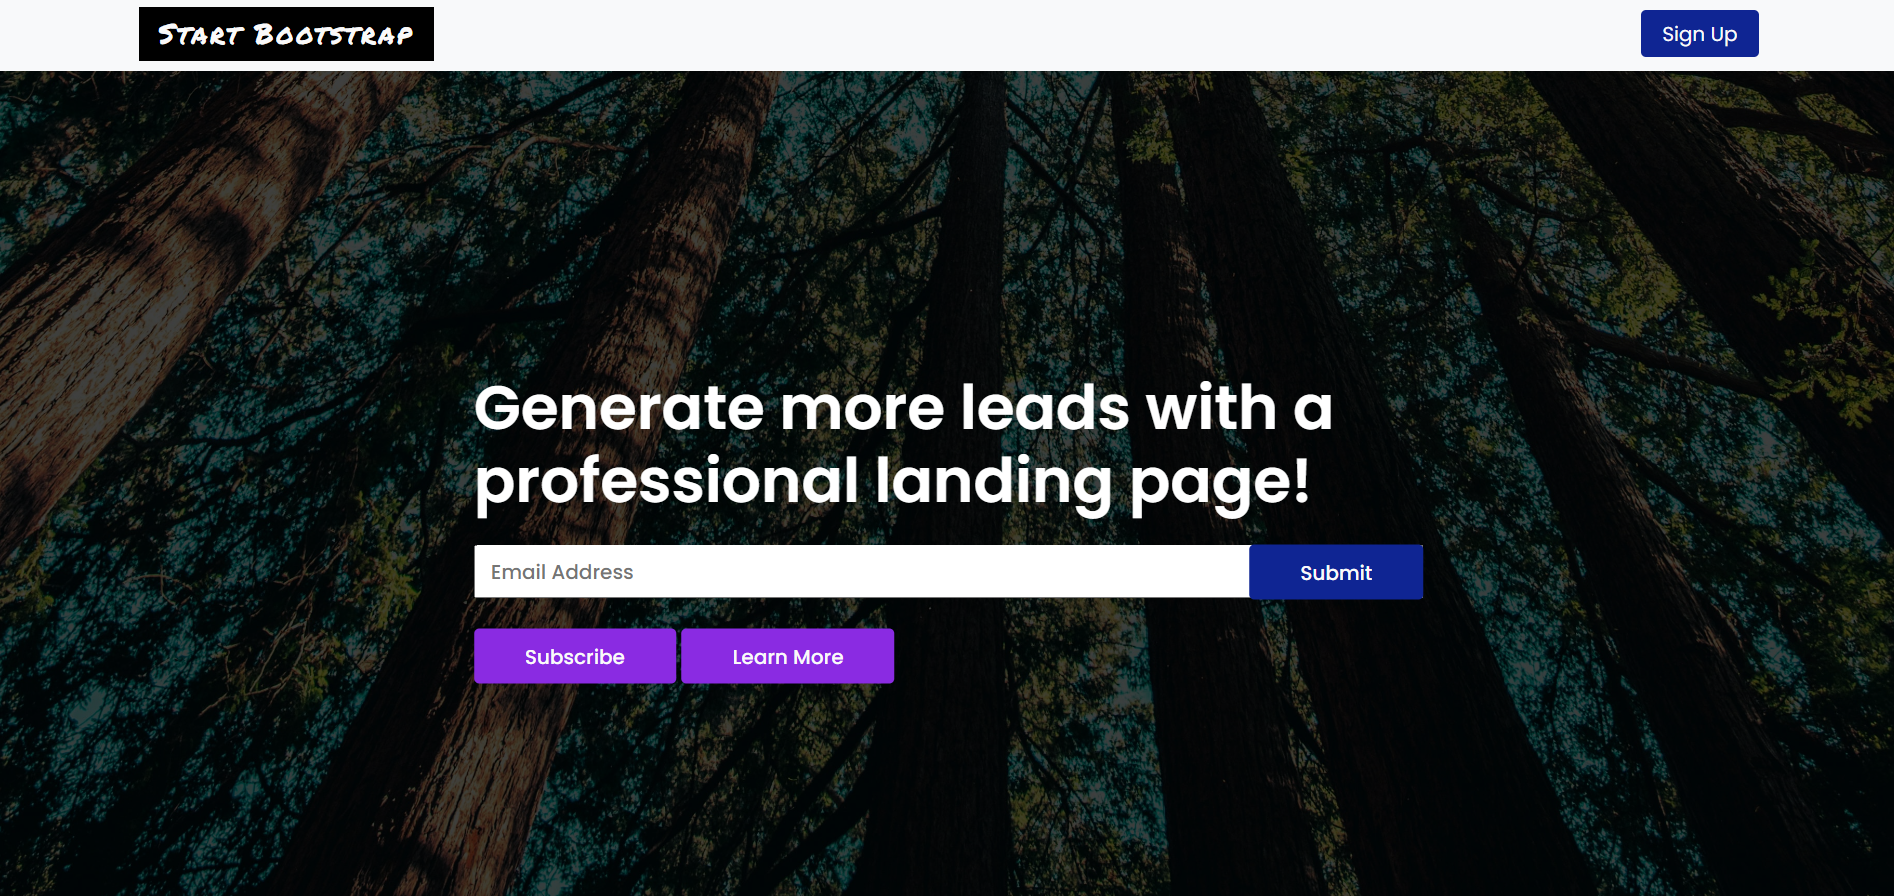 Start Bootstrap
Sign Up
Generate more leads with a
professional landing page!
Email Address
Submit
Subscribe
Learn More